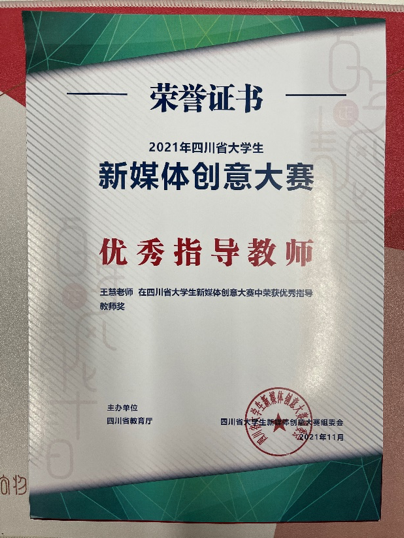 荣誉证书
2021年四川省大学生
新媒体创意大赛
优秀指导教师
王慧老师 在四川省大学生新媒体创意大赛中荣获优秀指导
教师奖
主办单位
四川省教育厅
四川省大学生新媒体创意大赛组委会
2021年11月